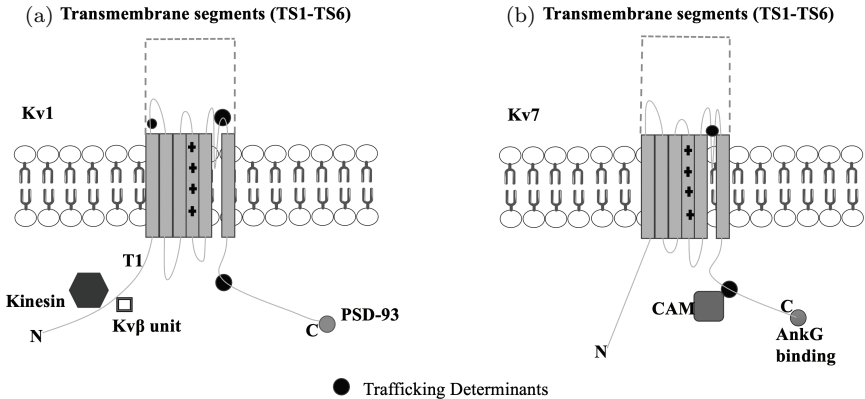 (a) Transmembrane segments (TS1-TS6)
Kv1
+
+
+
+
T1
Kinesin
Kvβ unit
N
PSD-93
C
(b) Transmembrane segments (TS1-TS6)
Kv7
+
+
+
+
CAM
C
AnkG
binding
N
Trafficking Determinants